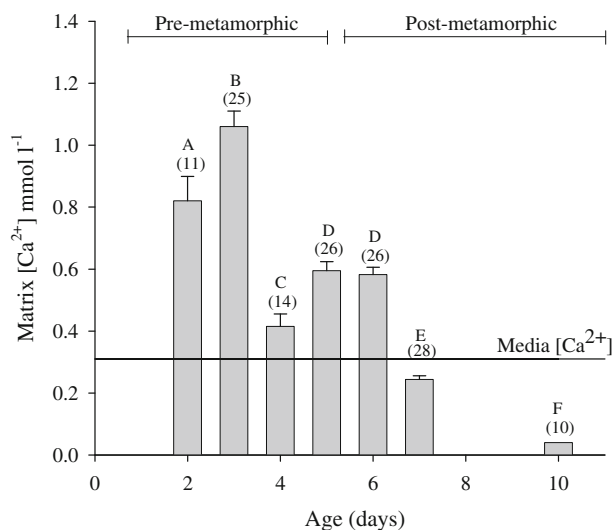 Pre-metamorphic Post-metamorphic
1.4
1.2
1.0
0.8
0.6
0.4
0.2
0.0
Matrix [Ca2+] mmol l-1
A
(11)
B
(25)
C
(14)
D
(26)
D
(26)
E
(28)
F
(10)
Media [Ca2+]
0 2 4 6 8 10
Age (days)